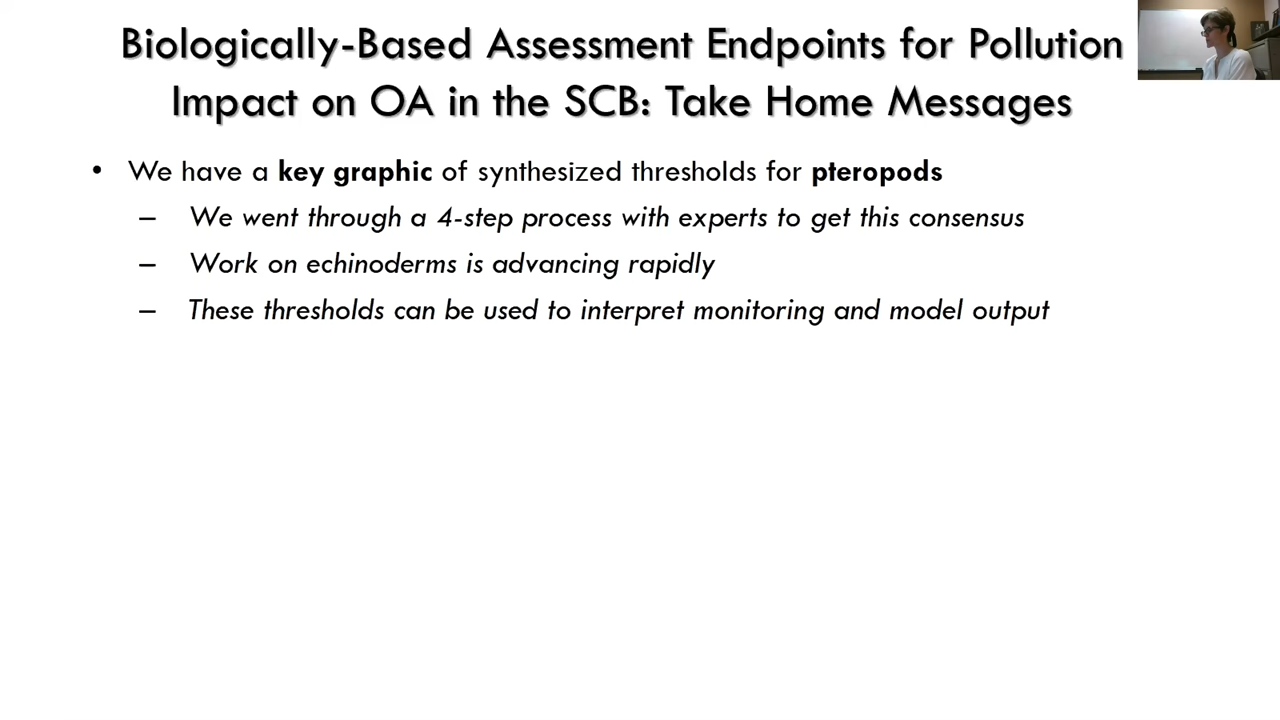 Biologically-Based Assessment Endpoints for Pollution
Impact on OA in the SCB: Take Home Messages
• We have a key graphic of synthesized thresholds for pteropods
– We went through a 4-step process with experts to get this consensus
– Work on echinoderms is advancing rapidly
– These thresholds can be used to interpret monitoring and model output